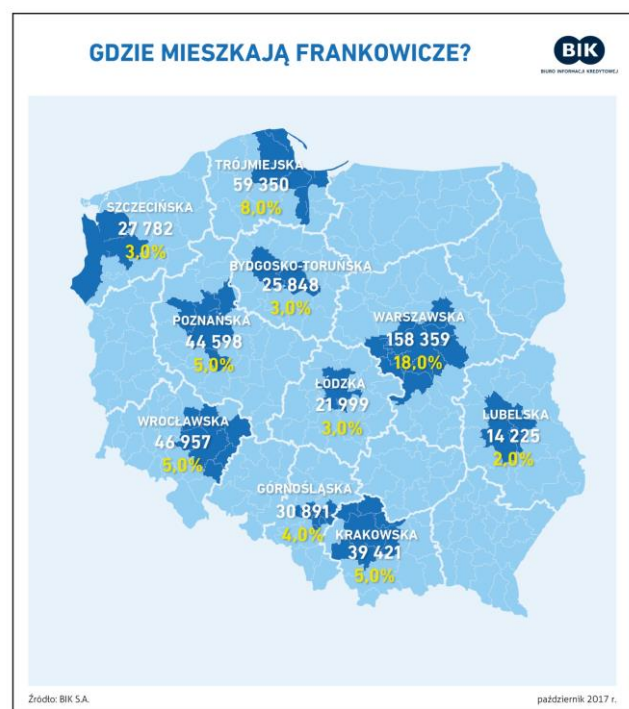 GDZIE MIESZKAJĄ FRANKOWICZE?
BIK
BIURO INFORMACJI KREDYTOWEJ
TRÓJMIEJSKA
59 350
8,0%
SZCZECIŃSKA
27 782
3,0%
BYDGOSKO-TORUŃSKA
25 848
3,0%
POZNAŃSKA
44 598
5,0%
WARSZAWSKA
158 359
18,0%
ŁÓDZKA
21 999
3,0%
LUBELSKA
14 225
2,0%
WROCŁAWSKA
46 957
5,0%
GÓRNOŚLĄSKA
30 891
4,0%
KRAKOWSKA
39 421
5,0%
Źródło: BIK S.A.
październik 2017 r.